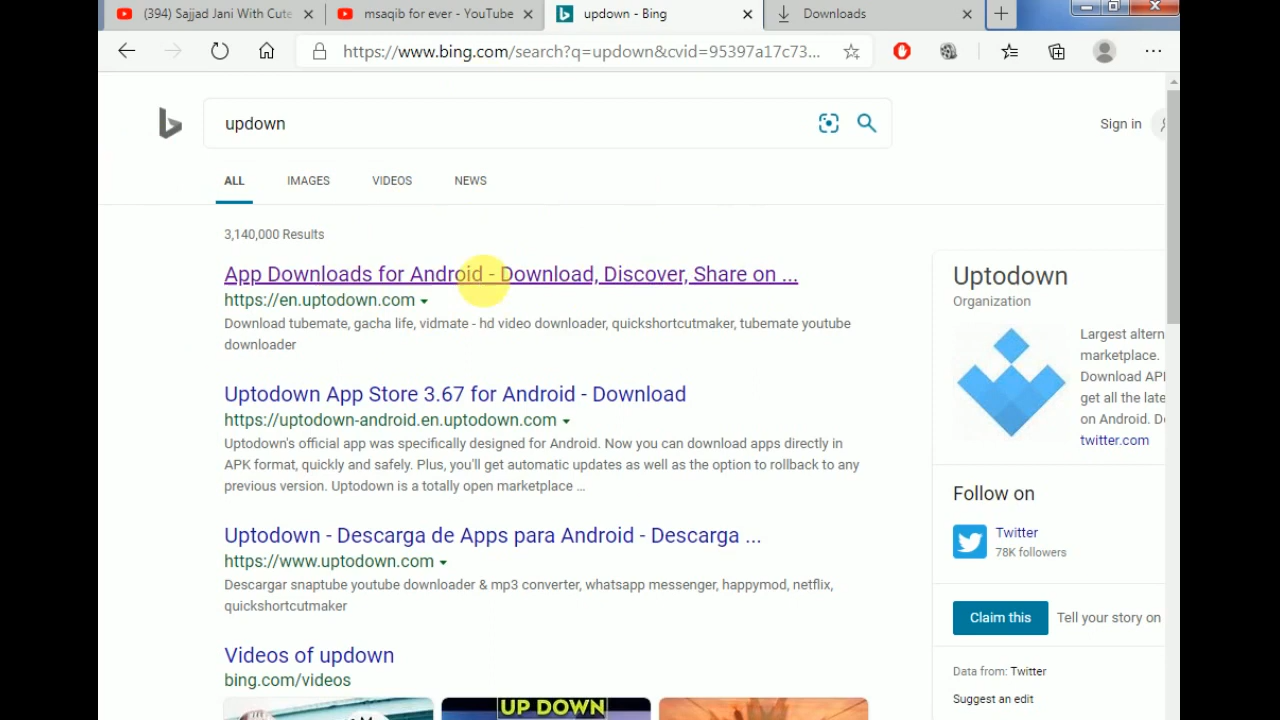 (394) Sajjad Jani With Cute
msaqib for ever - YouTube
updown - Bing
Downloads
https://www.bing.com/search?q=updown&cvid=95397a17c73...
updown
Sign in
ALL IMAGES VIDEOS NEWS
3,140,000 Results
App Downloads for Android - Download, Discover, Share on ...
https://en.uptodown.com
Download tubemate, gacha life, vidmate - hd video downloader, quickshortcutmaker, tubemate youtube
downloader
Uptodown App Store 3.67 for Android - Download
https://uptodown-android.en.uptodown.com
Uptodown's official app was specifically designed for Android. Now you can download apps directly in
APK format, quickly and safely. Plus, you'll get automatic updates as well as the option to rollback to any
previous version. Uptodown is a totally open marketplace ...
Uptodown - Descarga de Apps para Android - Descarga ...
https://www.uptodown.com
Descargar snaptube youtube downloader & mp3 converter, whatsapp messenger, happymod, netflix,
quickshortcutmaker
Videos of updown
bing.com/videos
UP DOWN
Uptodown
Organization
Largest altern
marketplace.
Download AP
get all the late
on Android. D
twitter.com
Follow on
Twitter
78K followers
Claim this
Tell your story on
Data from: Twitter
Suggest an edit